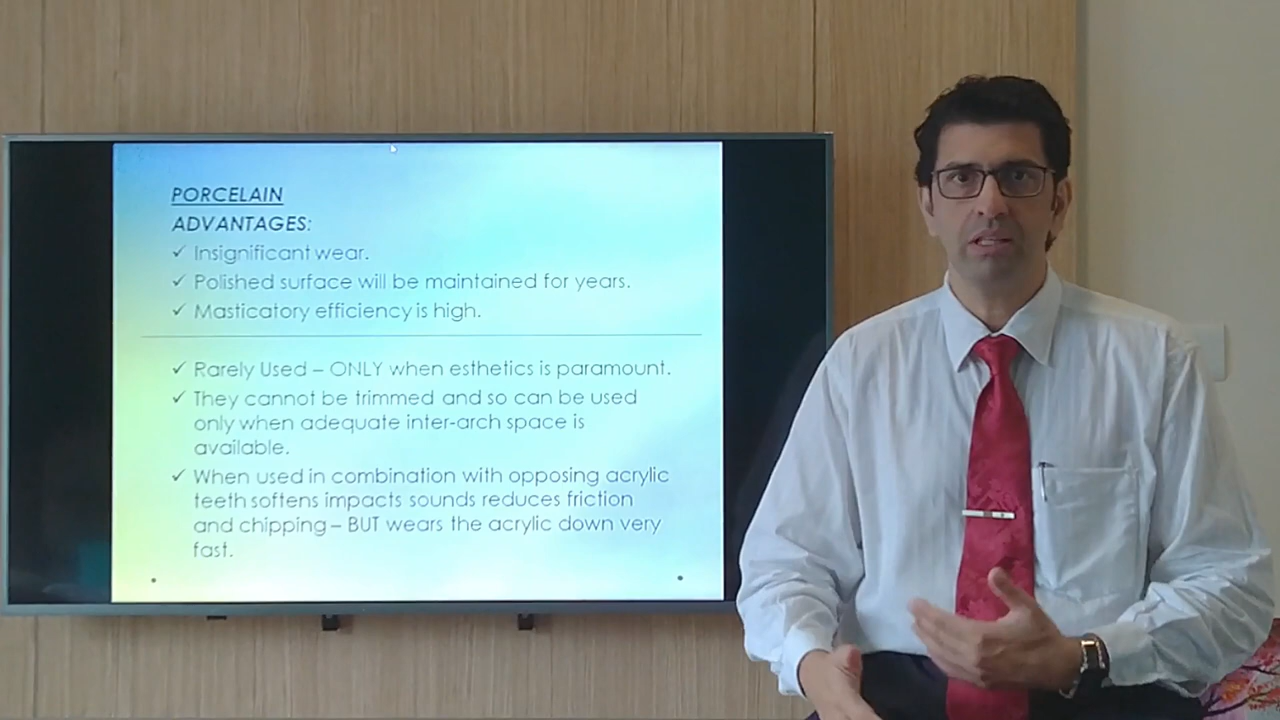 PORCELAIN
ADVANTAGES:
✓ Insignificant wear.
✓ Polished surface will be maintained for years.
✓ Masticatory efficiency is high.
✓ Rarely Used – ONLY when esthetics is paramount.
✓ They cannot be trimmed and so can be used
only when adequate inter-arch space is
available.
✓ When used in combination with opposing acrylic
teeth softens impacts sounds reduces friction
and chipping – BUT wears the acrylic down very
fast.